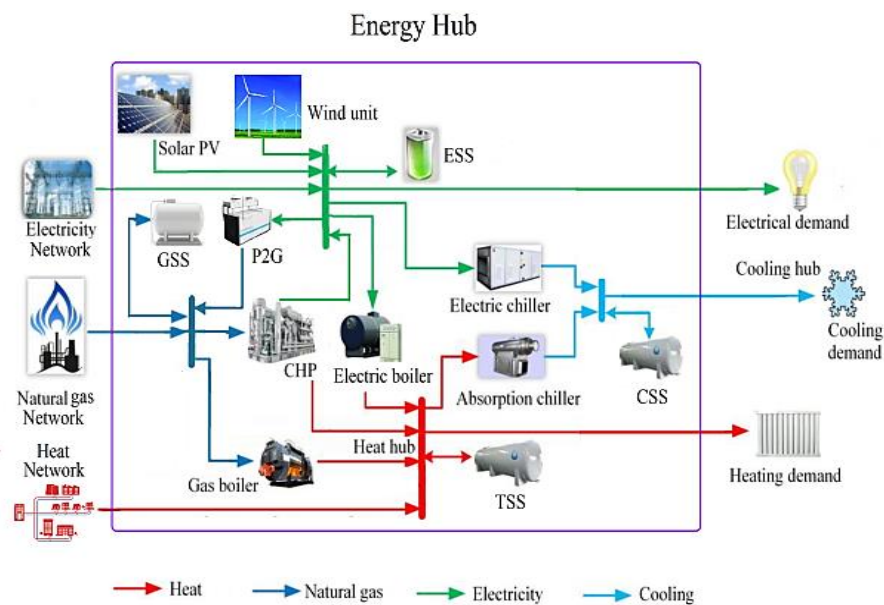 Energy Hub
Solar PV
Wind unit
ESS
Electricity
Network
GSS
P2G
Electrical demand
Electric chiller
Cooling hub
Cooling
demand
Natural gas
Network
CHP
Electric boiler
Absorption chiller
CSS
Heat
Network
Gas boiler
Heat hub
TSS
Heating demand
Heat
Natural gas
Electricity
Cooling